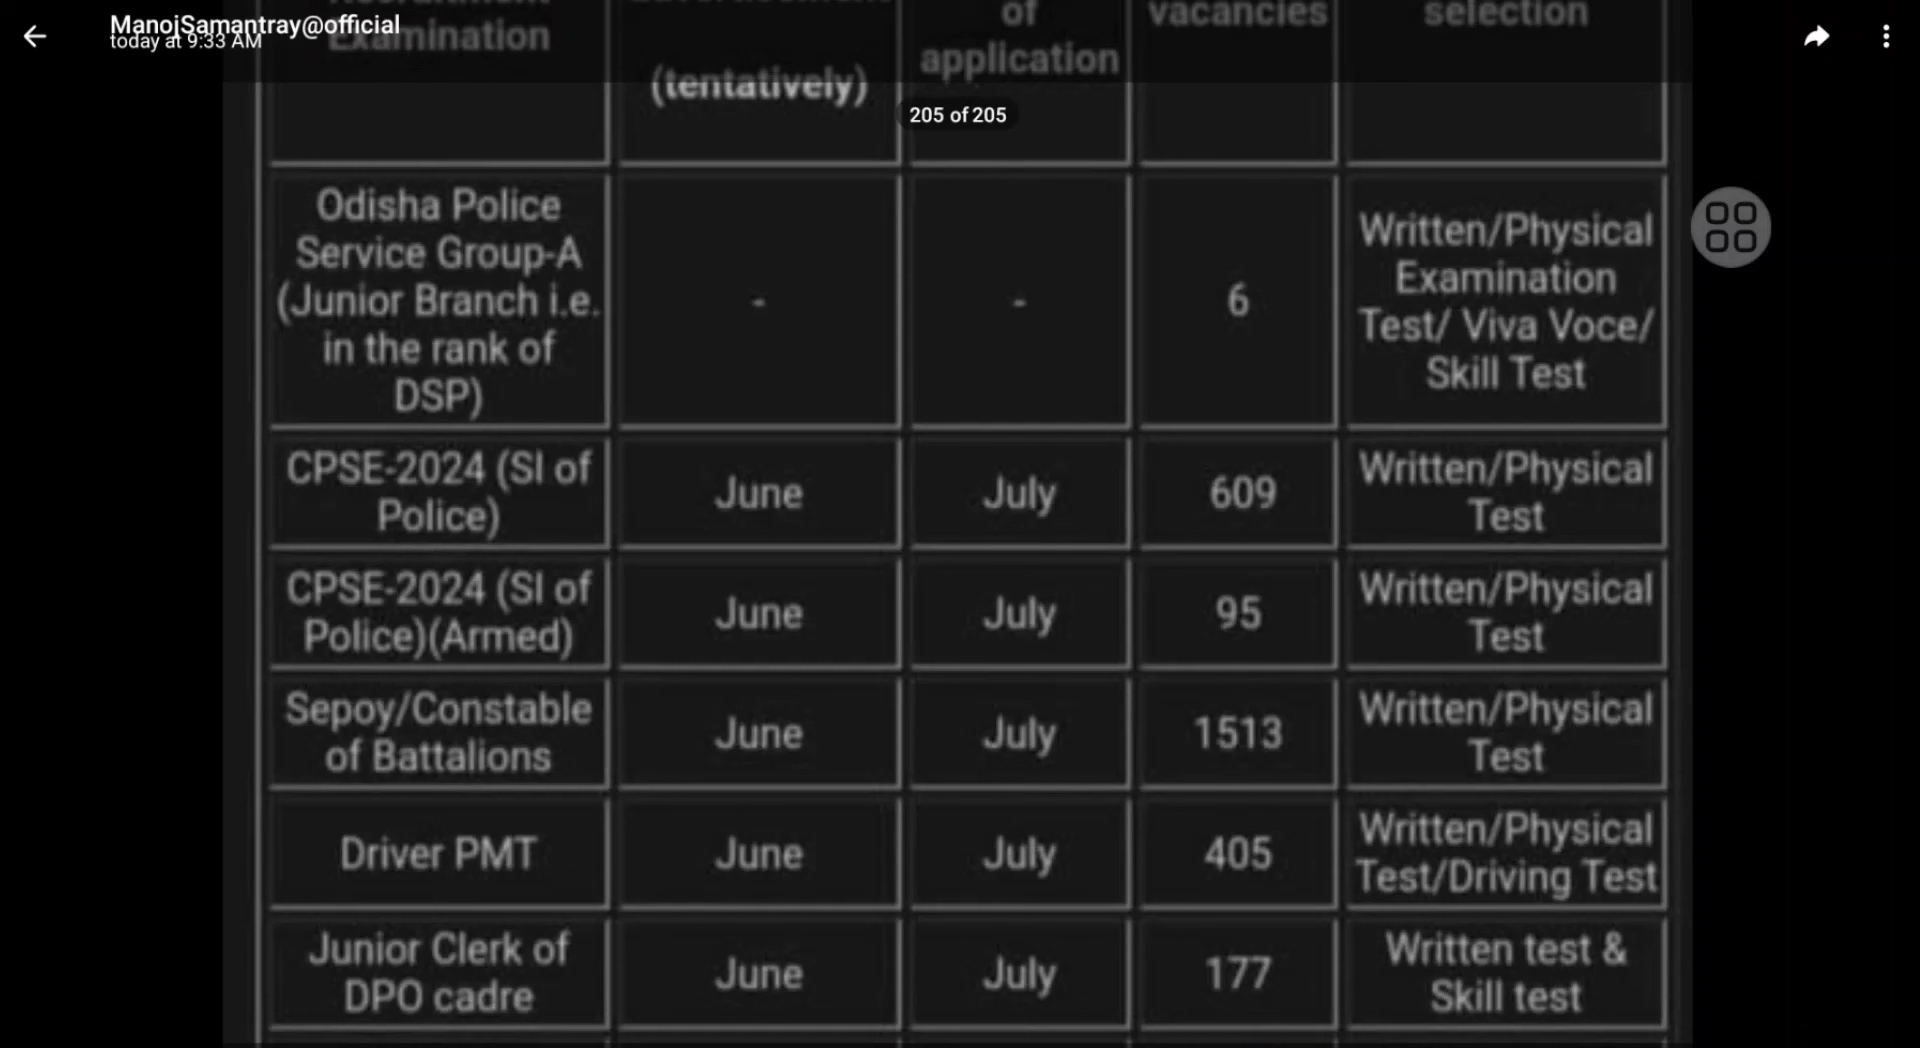 ManojSamantray@official
today at 9:33 AM
205 of 205
Examination
(tentatively)
of
application
vacancies
selection
Odisha Police
Service Group-A
(Junior Branch i.e.
in the rank of
DSP)
-
-
6
Written/Physical
Examination
Test/ Viva Voce/
Skill Test
CPSE-2024 (SI of
Police)
June
July
609
Written/Physical
Test
CPSE-2024 (SI of
Police)(Armed)
June
July
95
Written/Physical
Test
Sepoy/Constable
of Battalions
June
July
1513
Written/Physical
Test
Driver PMT
June
July
405
Written/Physical
Test/Driving Test
Junior Clerk of
DPO cadre
June
July
177
Written test &
Skill test